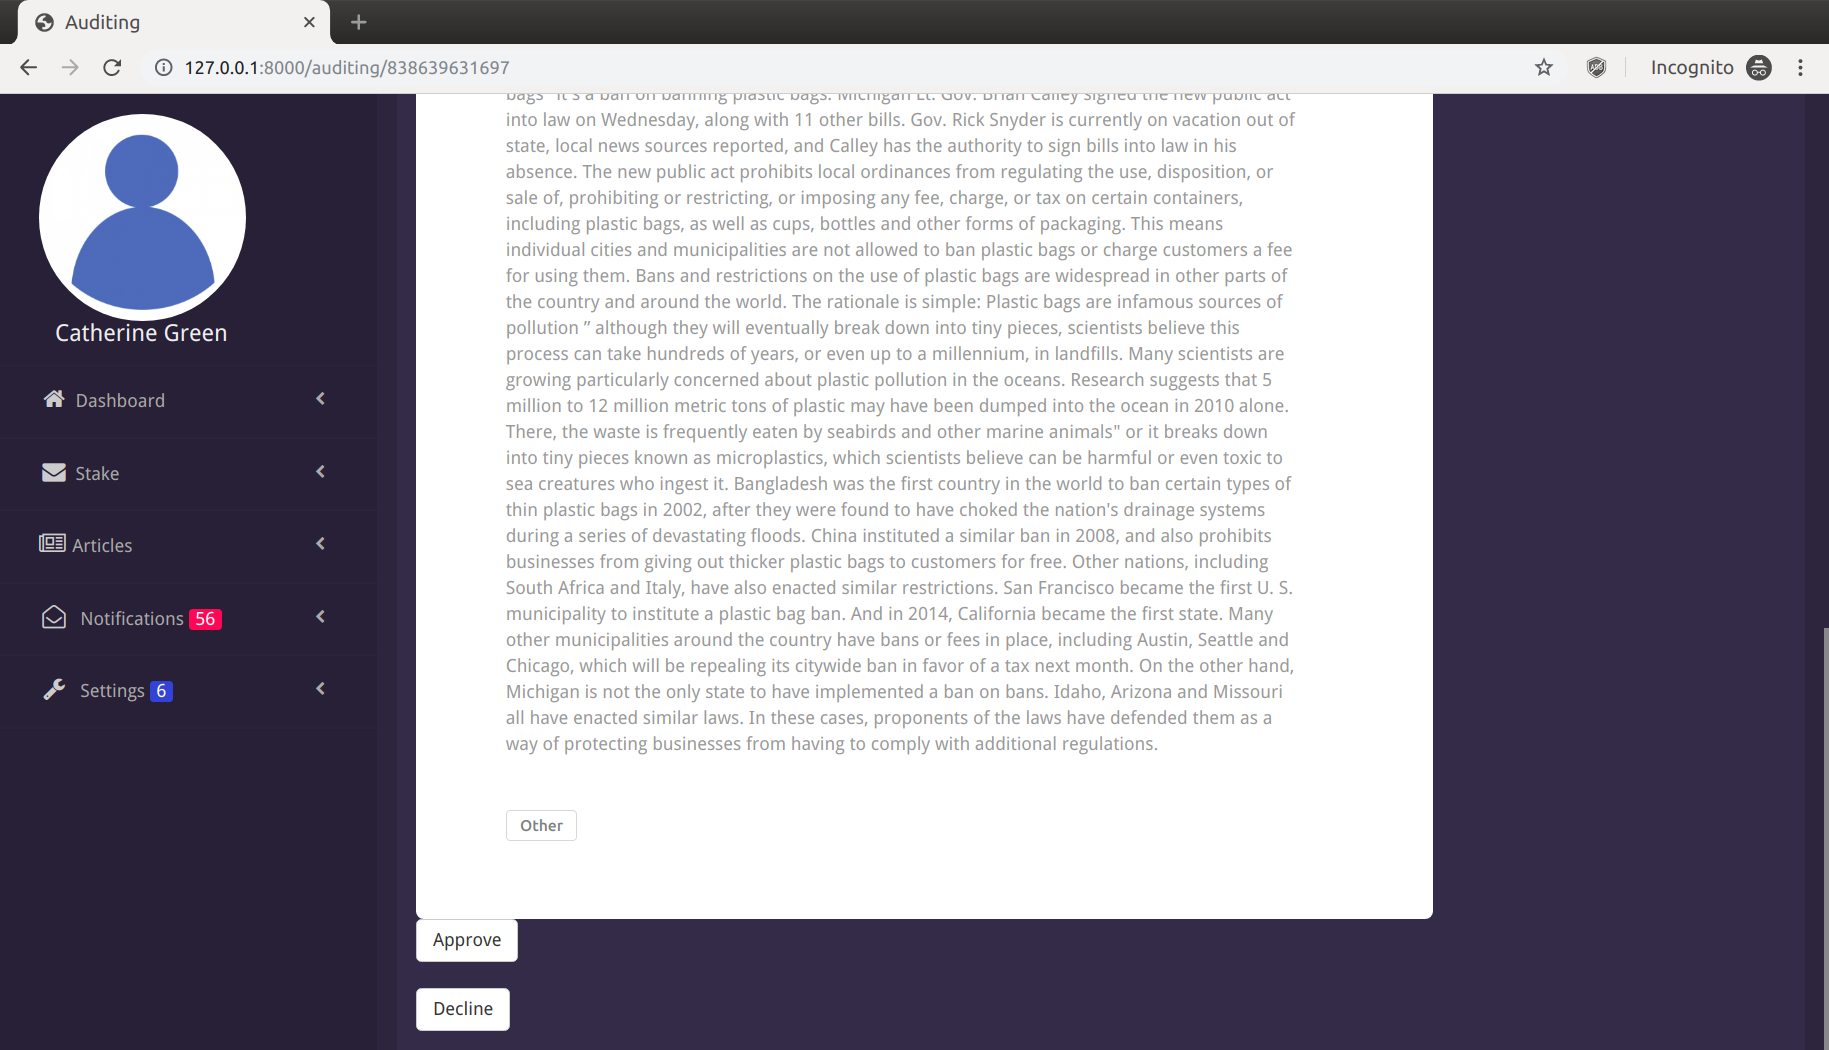 Auditing
127.0.0.1:8000/auditing/838639631697
Incognito
Catherine Green
Dashboard
Stake
Articles
Notifications 56
Settings 6
bags" it's a ban on banning plastic bags. Michigan Lt. Gov. Brian Calley signed the new public act
into law on Wednesday, along with 11 other bills. Gov. Rick Snyder is currently on vacation out of
state, local news sources reported, and Calley has the authority to sign bills into law in his
absence. The new public act prohibits local ordinances from regulating the use, disposition, or
sale of, prohibiting or restricting, or imposing any fee, charge, or tax on certain containers,
including plastic bags, as well as cups, bottles and other forms of packaging. This means
individual cities and municipalities are not allowed to ban plastic bags or charge customers a fee
for using them. Bans and restrictions on the use of plastic bags are widespread in other parts of
the country and around the world. The rationale is simple: Plastic bags are infamous sources of
pollution ” although they will eventually break down into tiny pieces, scientists believe this
process can take hundreds of years, or even up to a millennium, in landfills. Many scientists are
growing particularly concerned about plastic pollution in the oceans. Research suggests that 5
million to 12 million metric tons of plastic may have been dumped into the ocean in 2010 alone.
There, the waste is frequently eaten by seabirds and other marine animals" or it breaks down
into tiny pieces known as microplastics, which scientists believe can be harmful or even toxic to
sea creatures who ingest it. Bangladesh was the first country in the world to ban certain types of
thin plastic bags in 2002, after they were found to have choked the nation's drainage systems
during a series of devastating floods. China instituted a similar ban in 2008, and also prohibits
businesses from giving out thicker plastic bags to customers for free. Other nations, including
South Africa and Italy, have also enacted similar restrictions. San Francisco became the first U. S.
municipality to institute a plastic bag ban. And in 2014, California became the first state. Many
other municipalities around the country have bans or fees in place, including Austin, Seattle and
Chicago, which will be repealing its citywide ban in favor of a tax next month. On the other hand,
Michigan is not the only state to have implemented a ban on bans. Idaho, Arizona and Missouri
all have enacted similar laws. In these cases, proponents of the laws have defended them as a
way of protecting businesses from having to comply with additional regulations.
Other
Approve
Decline